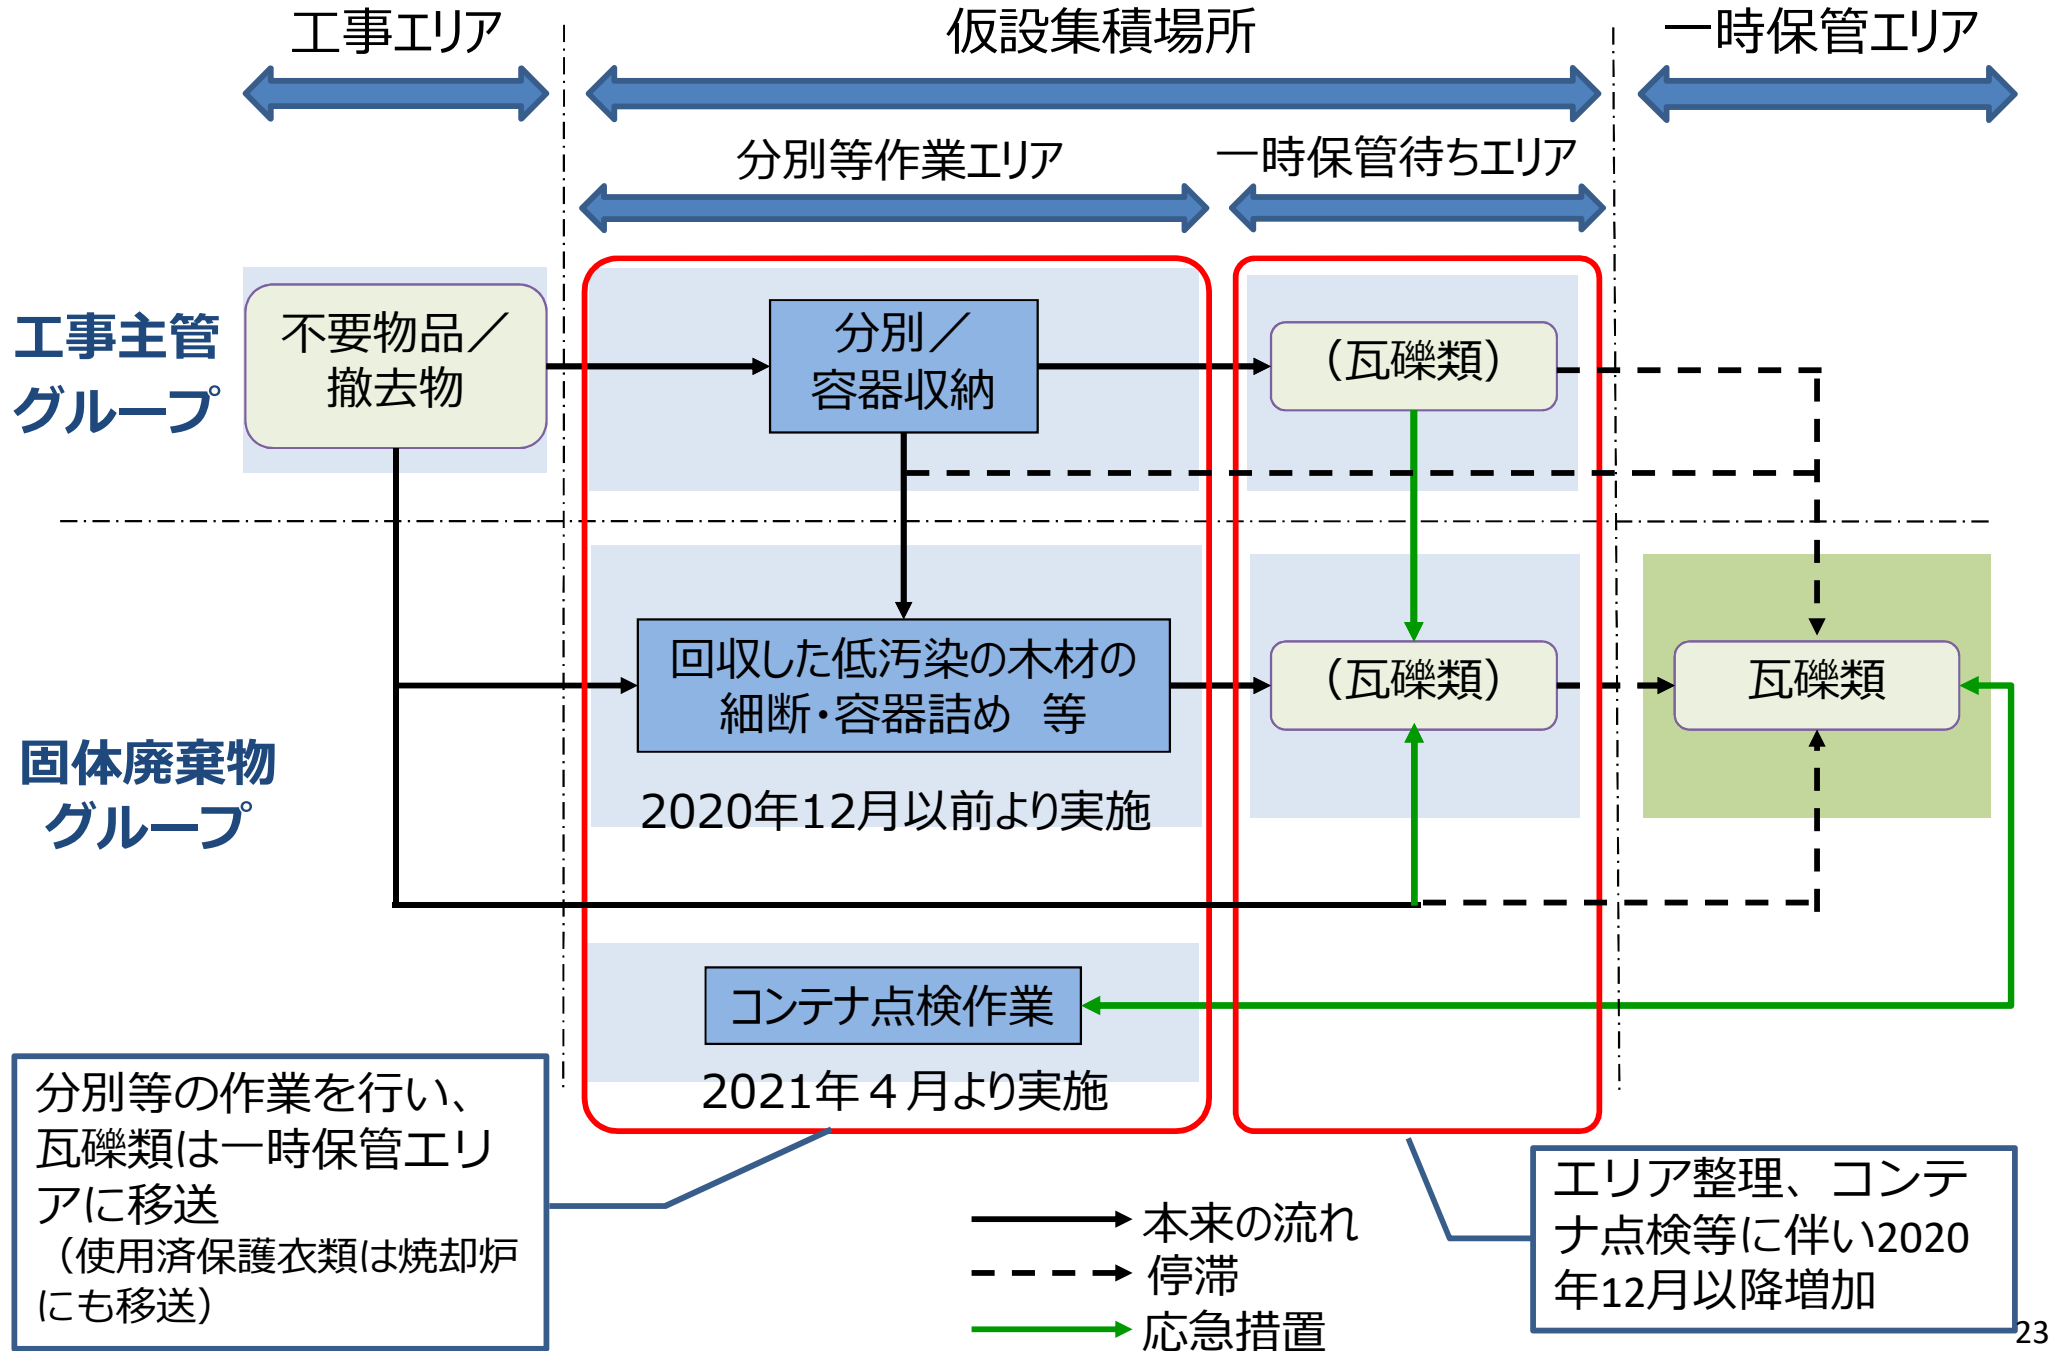 工事エリア
仮設集積場所
一時保管エリア
分別等作業エリア
一時保管待ちエリア
工事主管
グループ
不要物品／
撤去物
分別／
容器収納
（瓦礫類）
固体廃棄物
グループ
回収した低汚染の木材の
細断・容器詰め　等
2020年12月以前より実施
（瓦礫類）
瓦礫類
コンテナ点検作業
2021年４月より実施
分別等の作業を行い、
瓦礫類は一時保管エリ
アに移送
（使用済保護衣類は焼却炉
にも移送）
本来の流れ
停滞
応急措置
エリア整理、コンテ
ナ点検等に伴い2020
年12月以降増加
23